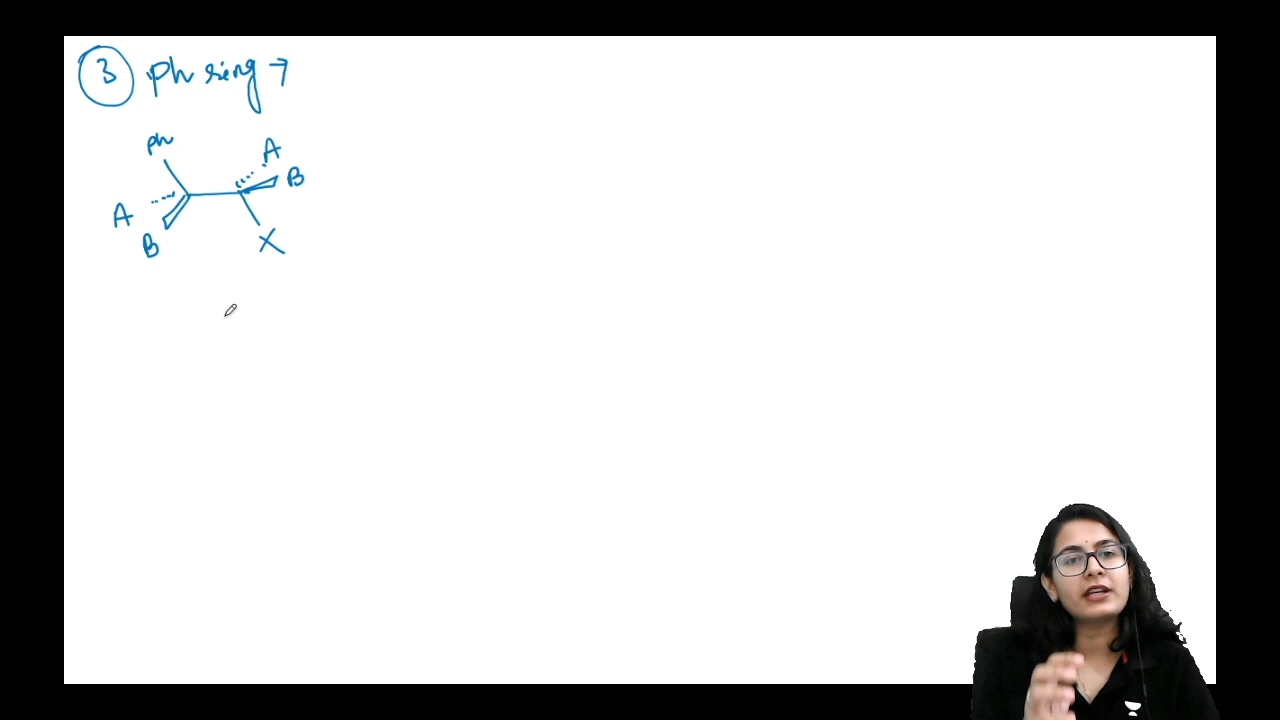 3 Ph ring →
Ph A
B
A
B X